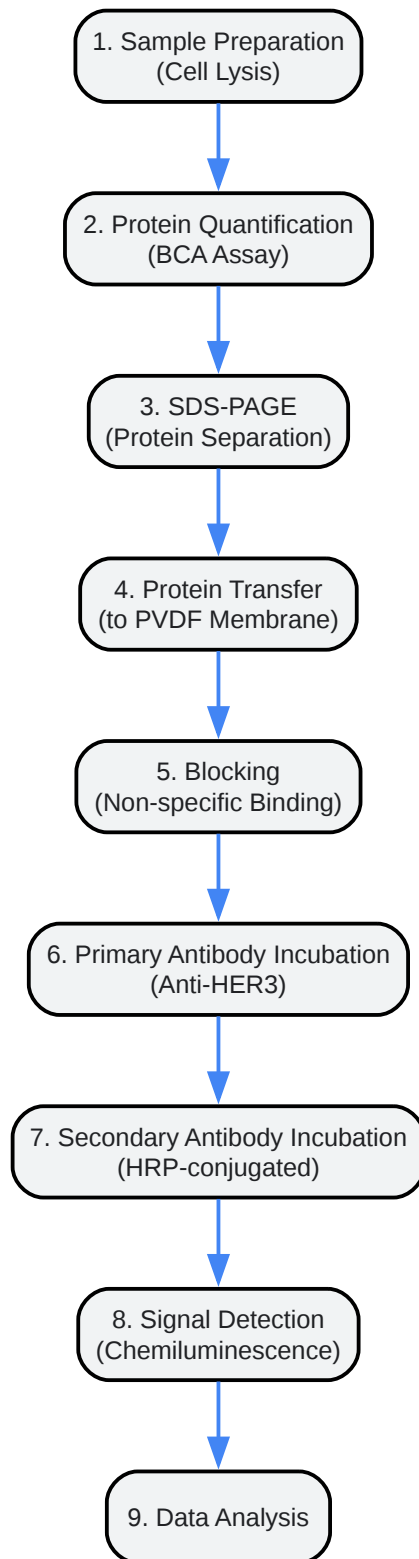 1. Sample Preparation
(Cell Lysis)
2. Protein Quantification
(BCA Assay)
3. SDS-PAGE
(Protein Separation)
4. Protein Transfer
(to PVDF Membrane)
5. Blocking
(Non-specific Binding)
6. Primary Antibody Incubation
(Anti-HER3)
7. Secondary Antibody Incubation
(HRP-conjugated)
8. Signal Detection
(Chemiluminescence)
9. Data Analysis